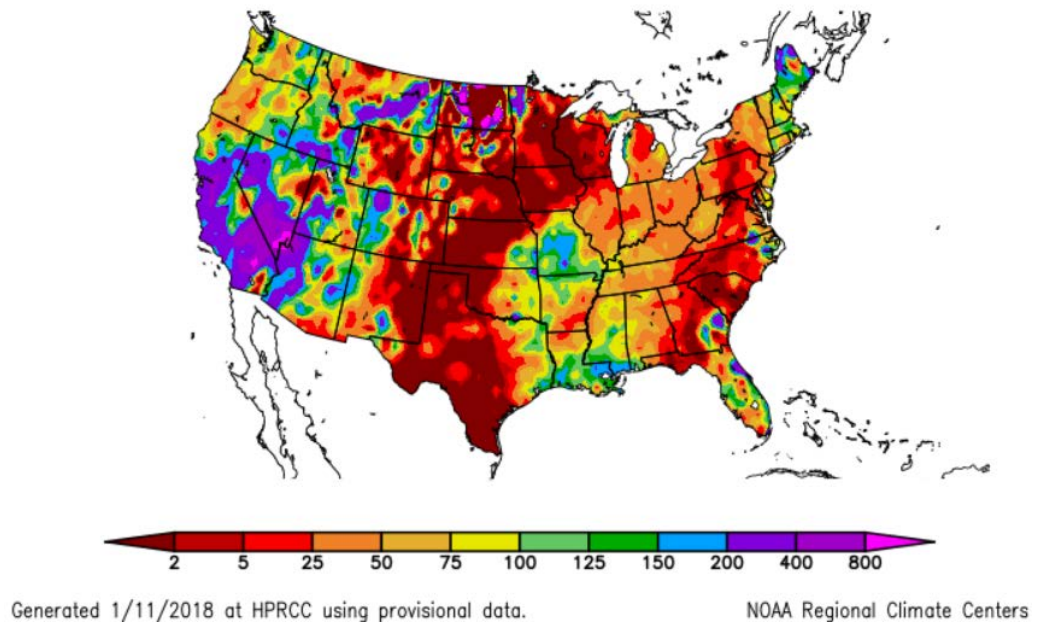 2 5 25 50 75 100 125 150 200 400 800
Generated 1/11/2018 at HPRCC using provisional data. NOAA Regional Climate Centers